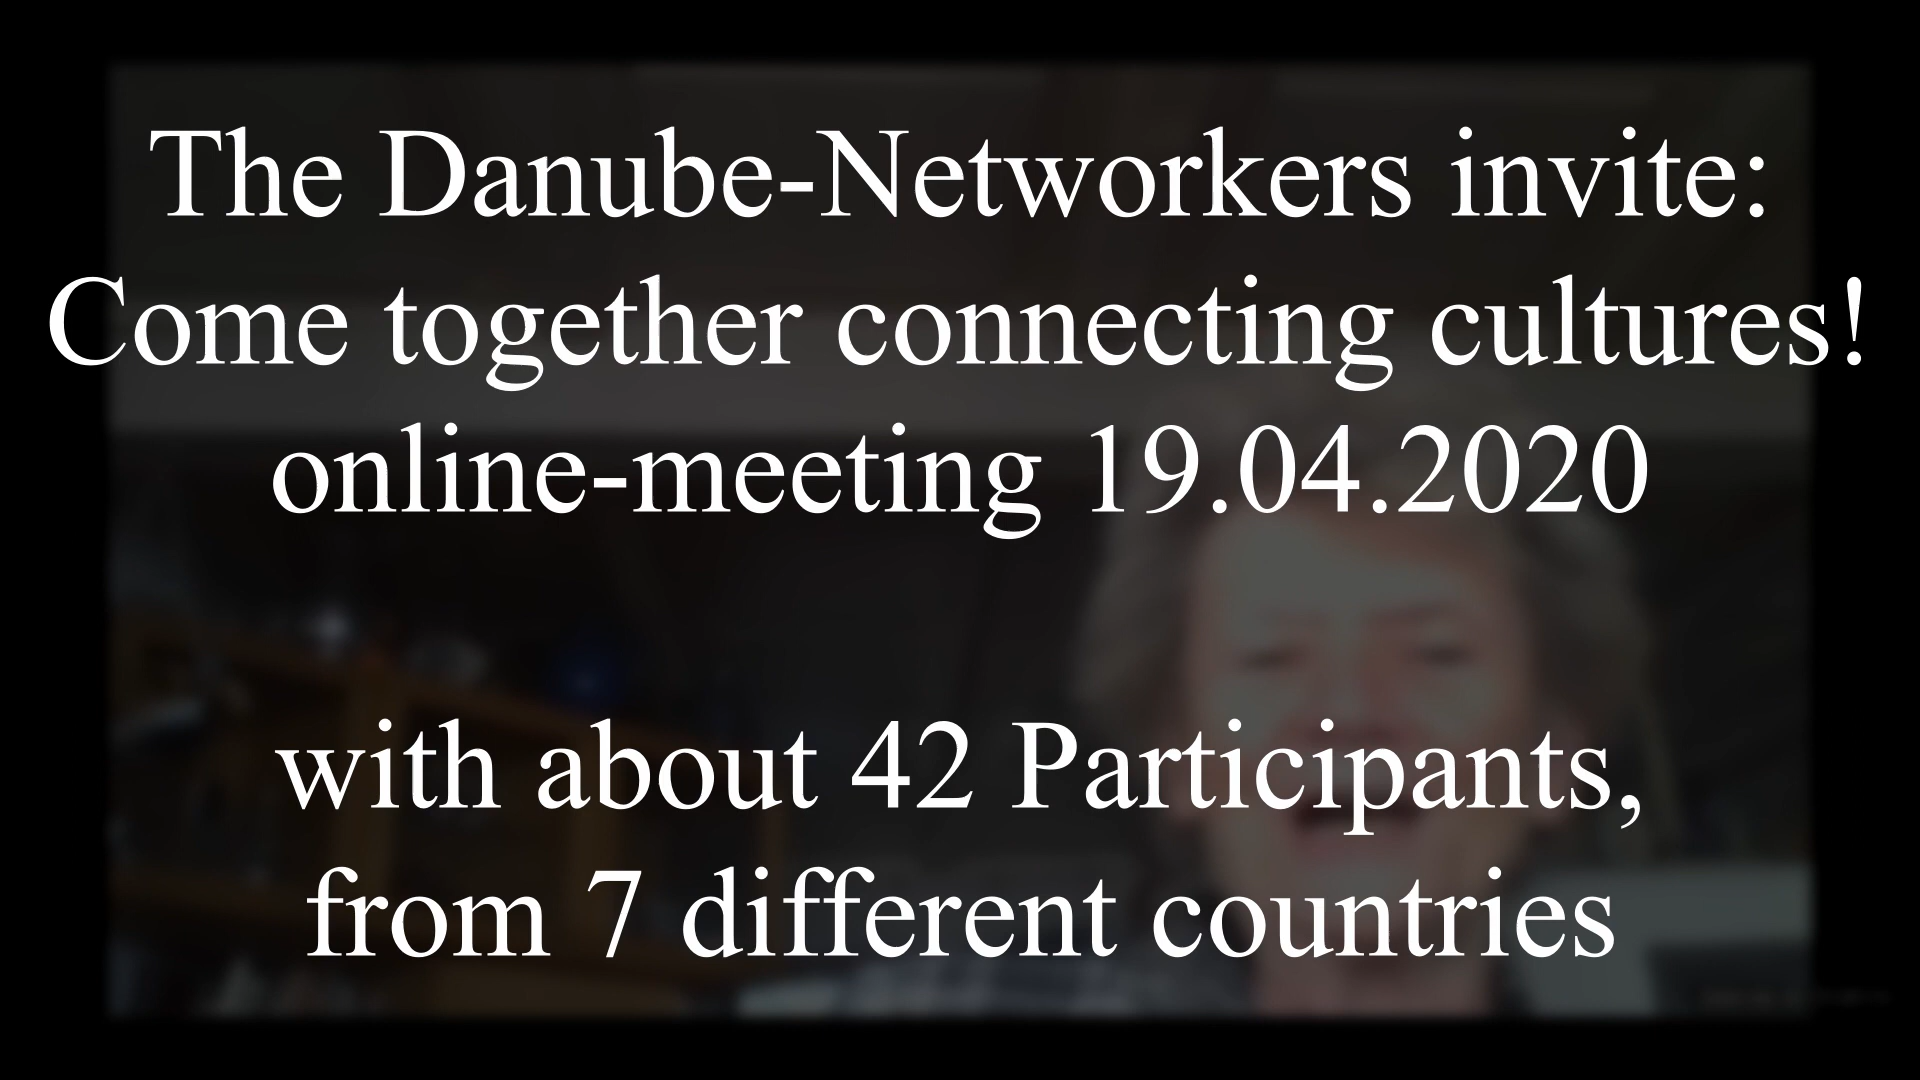 The Danube-Networkers invite:
Come together connecting cultures!
online-meeting 19.04.2020
with about 42 Participants,
from 7 different countries